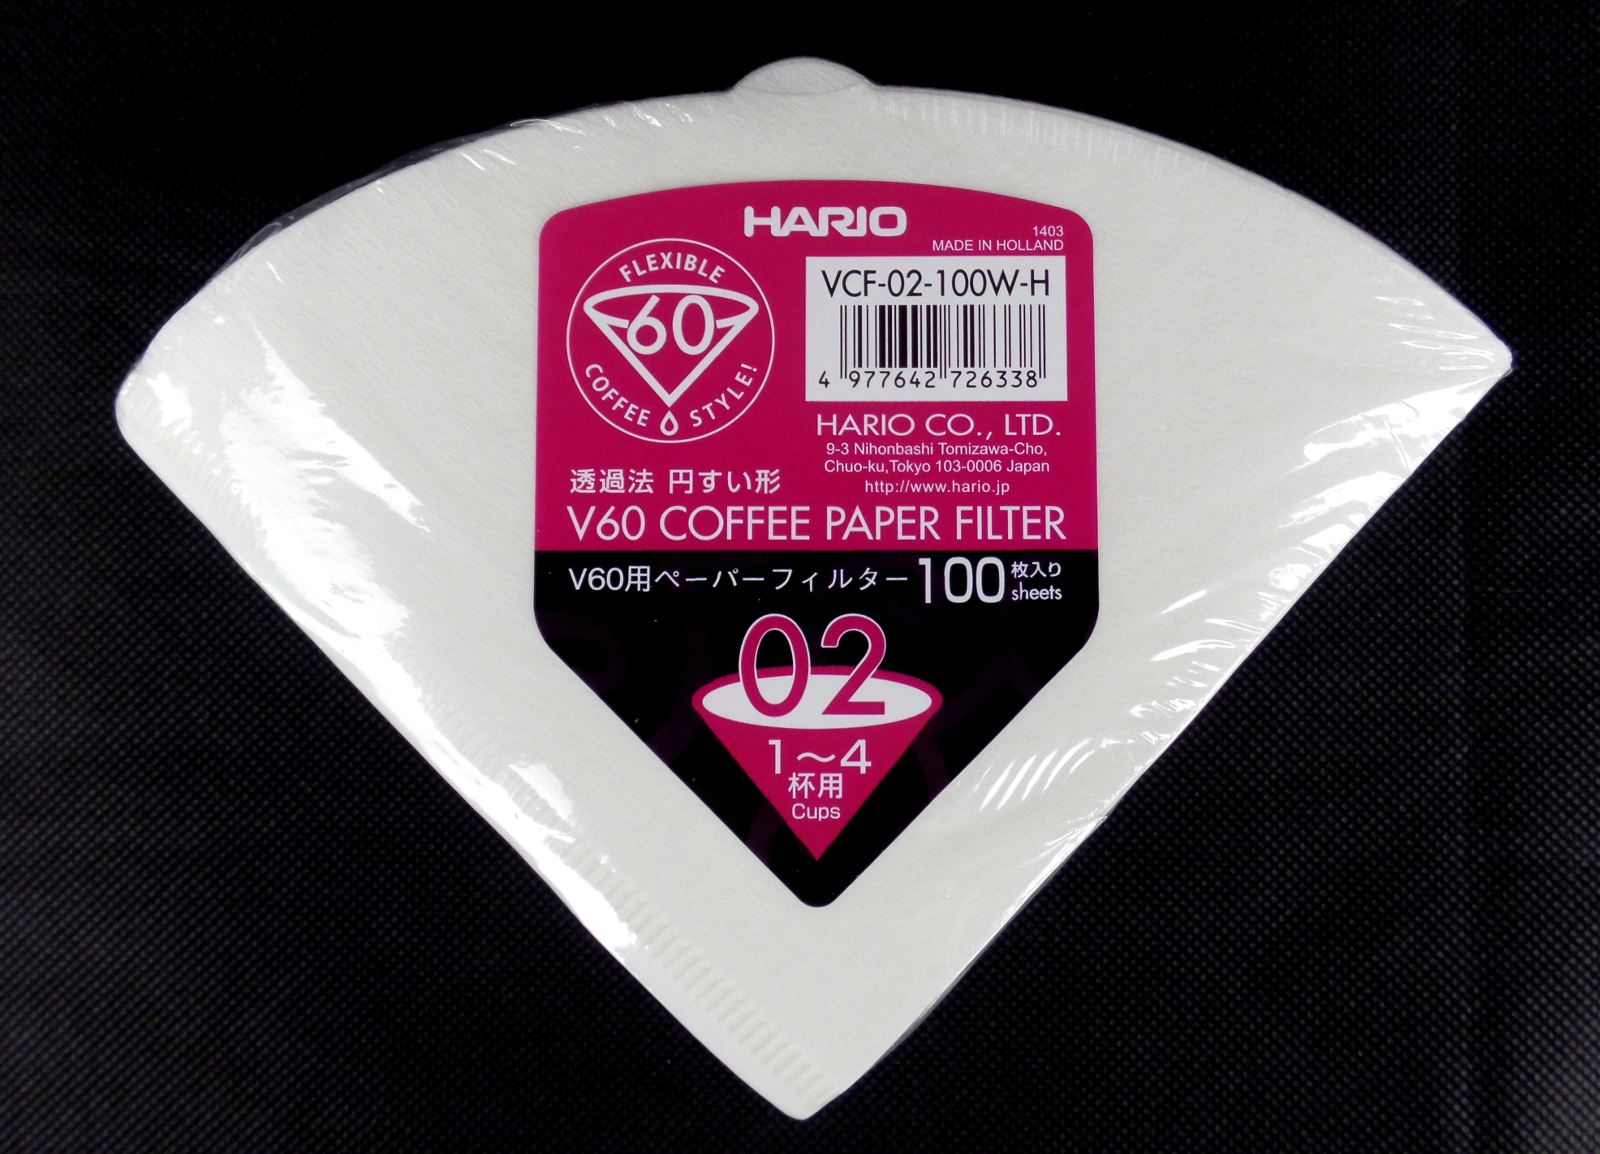 HARIO
1403
MADE IN HOLLAND
FLEXIBLE
60
COFFEE STYLE!
VCF-02-100W-H
4 977642 726338
HARIO CO., LTD.
9-3 Nihonbashi Tomizawa-Cho,
Chuo-ku,Tokyo 103-0006 Japan
http://www.hario.jp
透過法 円すい形
V60 COFFEE PAPER FILTER
V60用ペーパーフィルター 100 枚入り
sheets
02
1～4
杯用
Cups